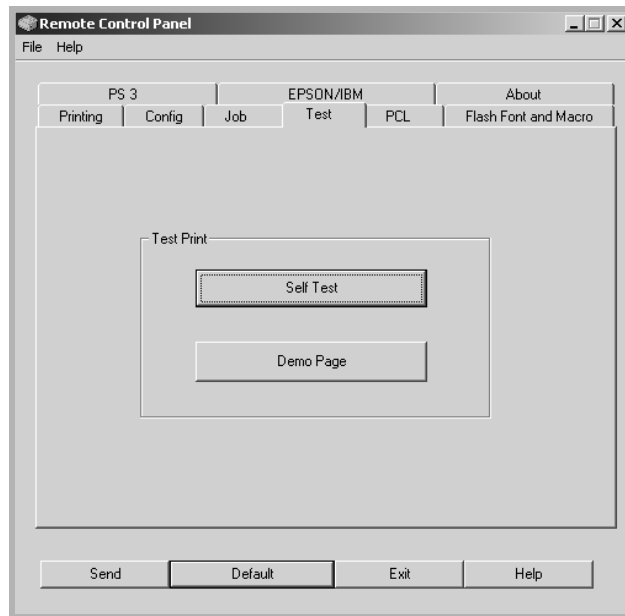 Remote Control Panel
File Help
PS 3 EPSON/IBM About
Printing Config Job Test PCL Flash Font and Macro
Test Print
Self Test
Demo Page
Send Default Exit Help